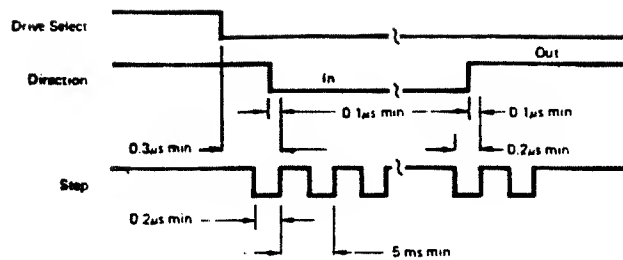 Drive Select
Out
Direction
In
0.1μs min
0.1μs min
0.3μs min
0.2μs min
Step
0.2μs min
5 ms min